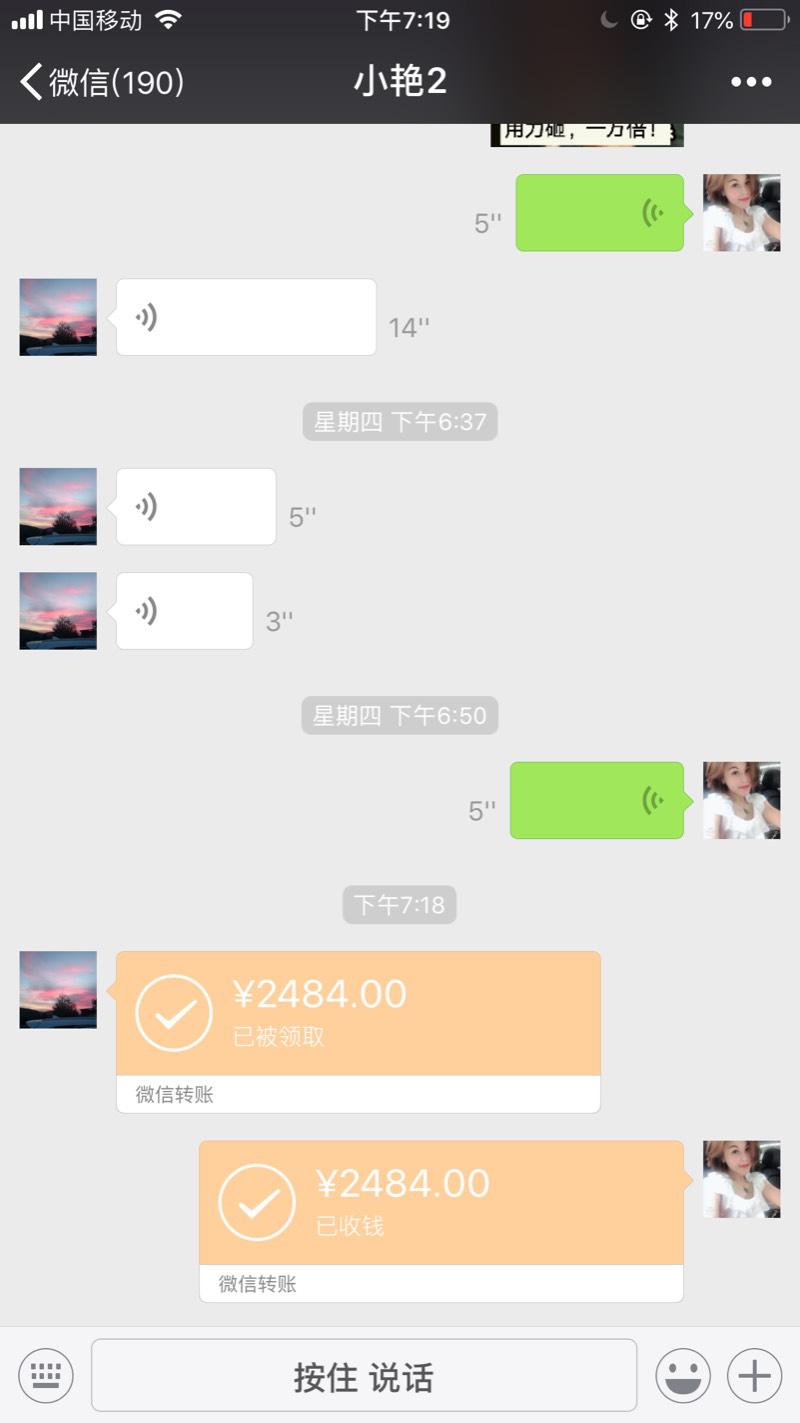 中国移动 下午7:19 17%
微信(190) 小艳2
用力砸，一万倍！
5''
14''
星期四 下午6:37
5''
3''
星期四 下午6:50
5''
下午7:18
¥2484.00
已被领取
微信转账
¥2484.00
已收钱
微信转账
按住 说话